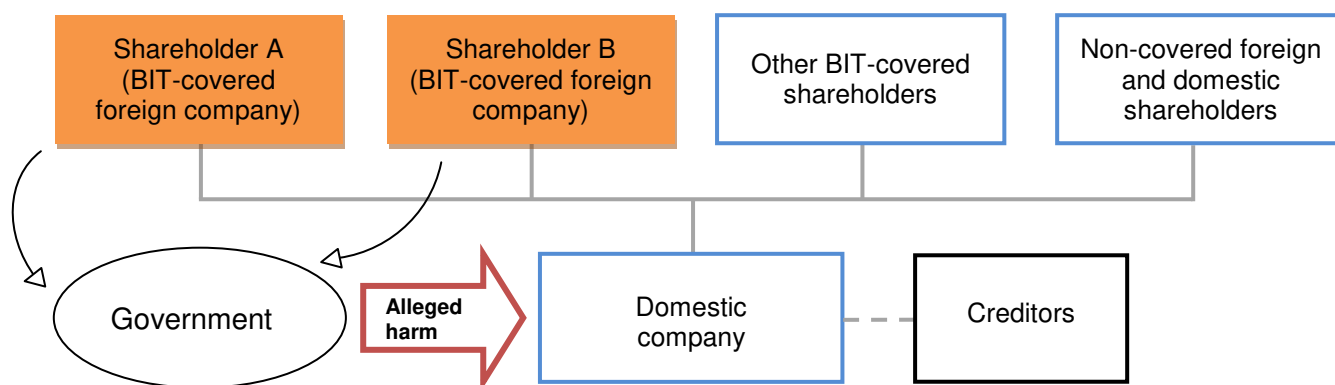 Shareholder A
(BIT-covered
foreign company)
Shareholder B
(BIT-covered foreign
company)
Other BIT-covered
shareholders
Non-covered foreign
and domestic
shareholders
Government
Alleged
harm
Domestic
company
Creditors